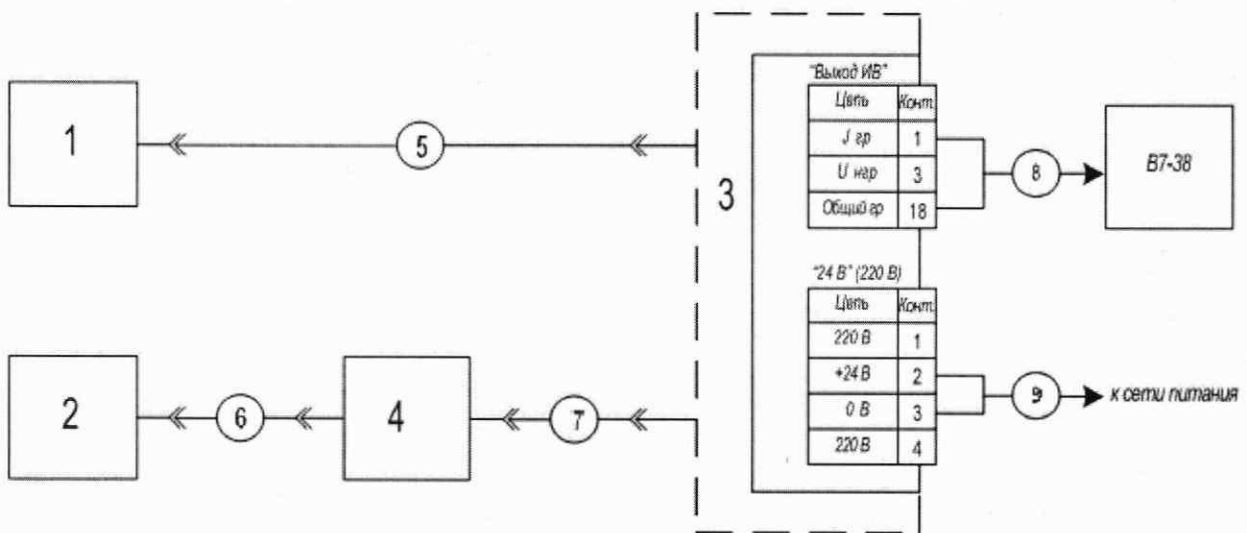 "Выход ИВ"
Цепь Конт.
J гр 1
U нгр 3
Общий гр 18
"24 В" (220 В)
Цепь Конт.
220 В 1
+24 В 2
0 В 3
220 В 4
1
5
3
8
В7-38
2
6
4
7
9
к сети питания